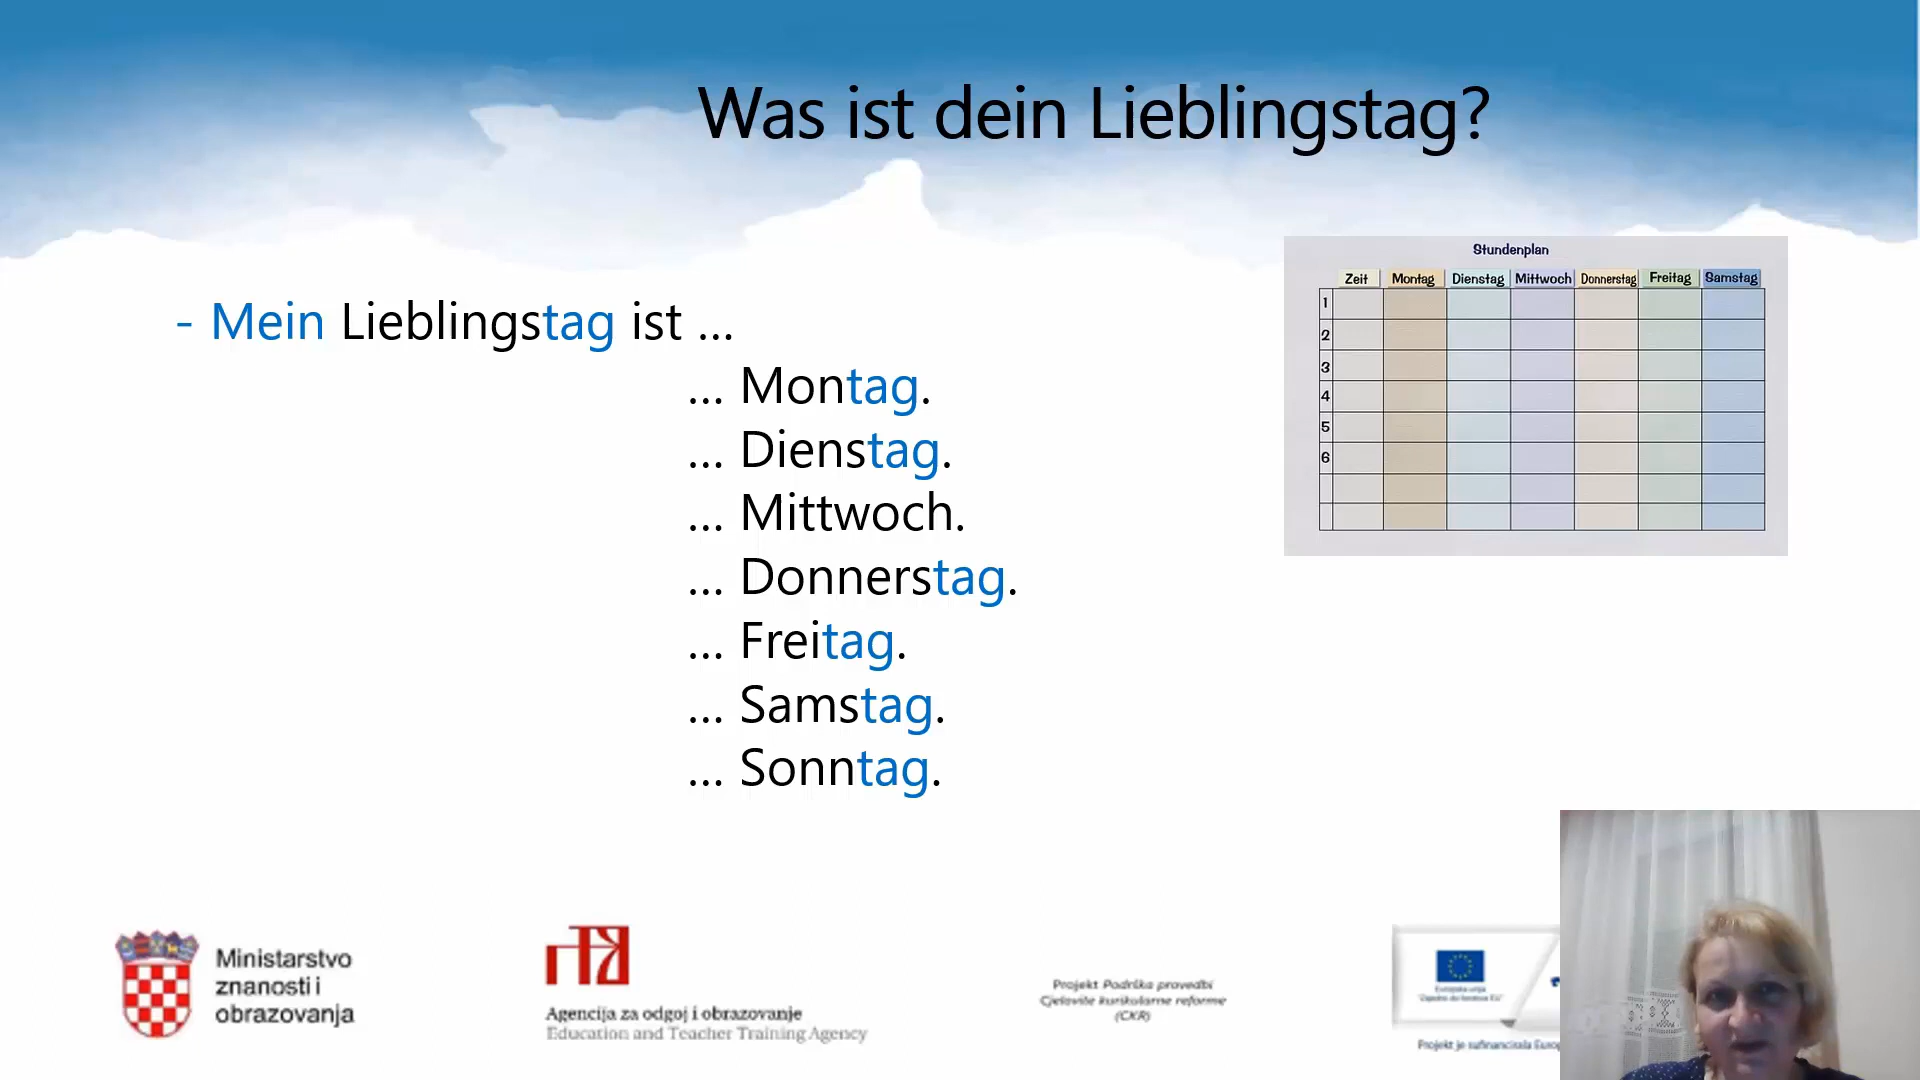 Was ist dein Lieblingstag?
- Mein Lieblingstag ist ...
... Montag.
... Dienstag.
... Mittwoch.
... Donnerstag.
... Freitag.
... Samstag.
... Sonntag.
Stundenplan
Zeit Montag Dienstag Mittwoch Donnerstag Freitag Samstag
1
2
3
4
5
6
Ministarstvo
znanosti i
obrazovanja
Agencija za odgoj i obrazovanje
Education and Teacher Training Agency
Projekt Podrška provedbi
Cjelovite kurikularne reforme
(CKR)
Europska unija
Projekt je sufinancirala Euro